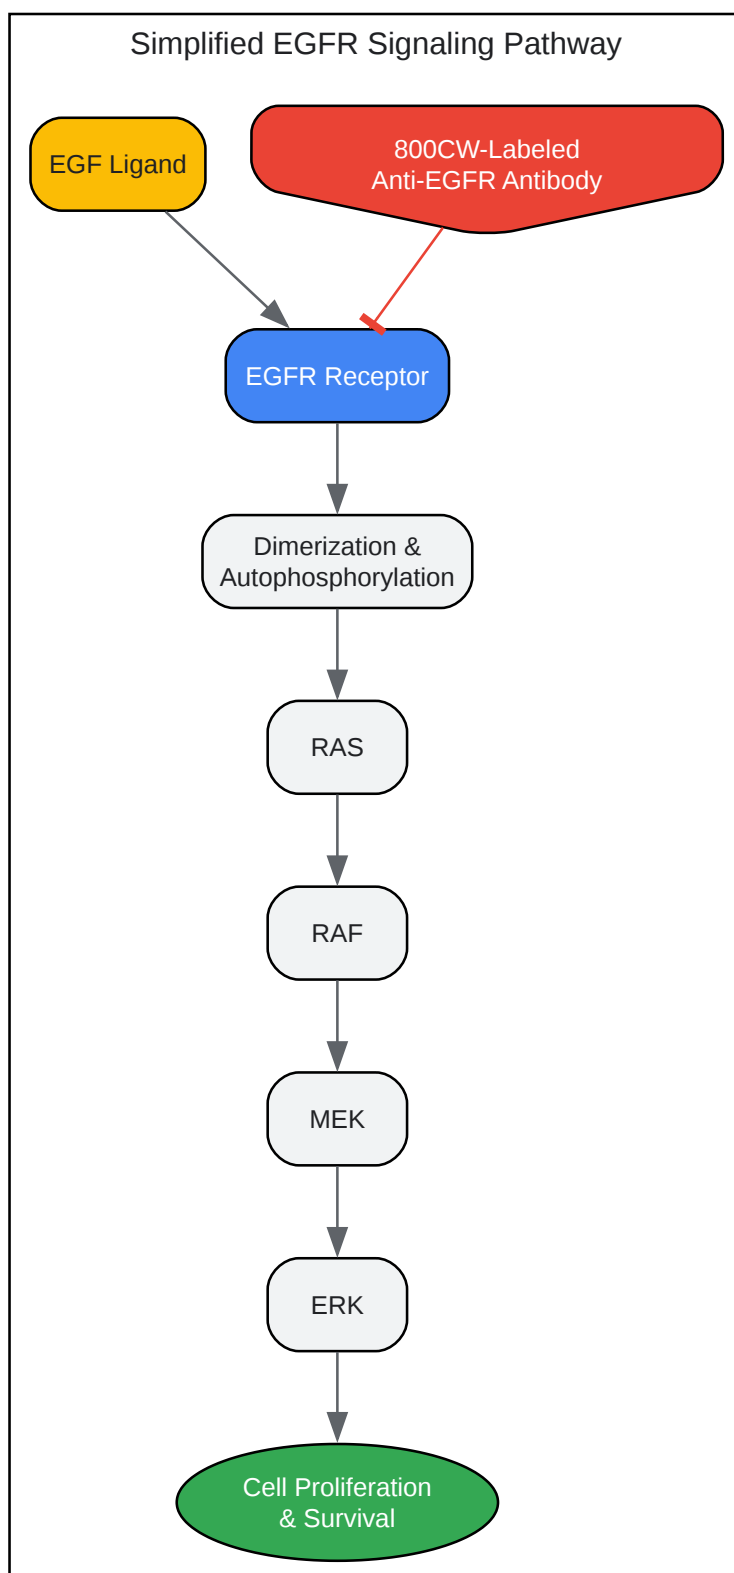 Simplified EGFR Signaling Pathway
EGF Ligand
800CW-Labeled
Anti-EGFR Antibody
EGFR Receptor
Dimerization &
Autophosphorylation
RAS
RAF
MEK
ERK
Cell Proliferation
& Survival